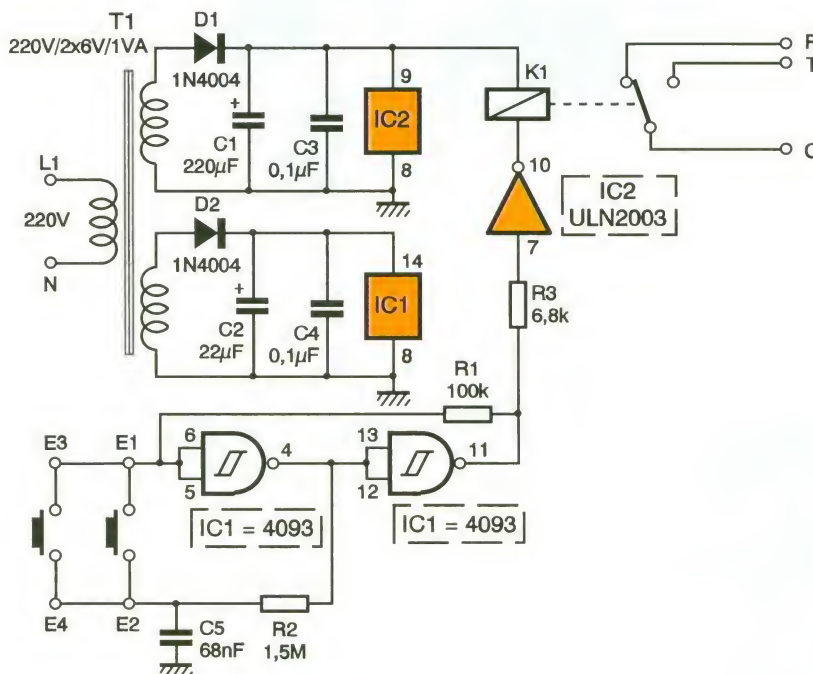 T1
220V/2x6V/1VA
D1
1N4004
+
C1
220µF
C3
0,1µF
9
IC2
8
K1
10
IC2
ULN2003
7
L1
220V
N
D2
1N4004
+
C2
22µF
C4
0,1µF
14
IC1
8
R3
6,8k
R1
100k
E3
E1
6
5
4
IC1 = 4093
13
12
11
IC1 = 4093
E4
E2
C5
68nF
R2
1,5M